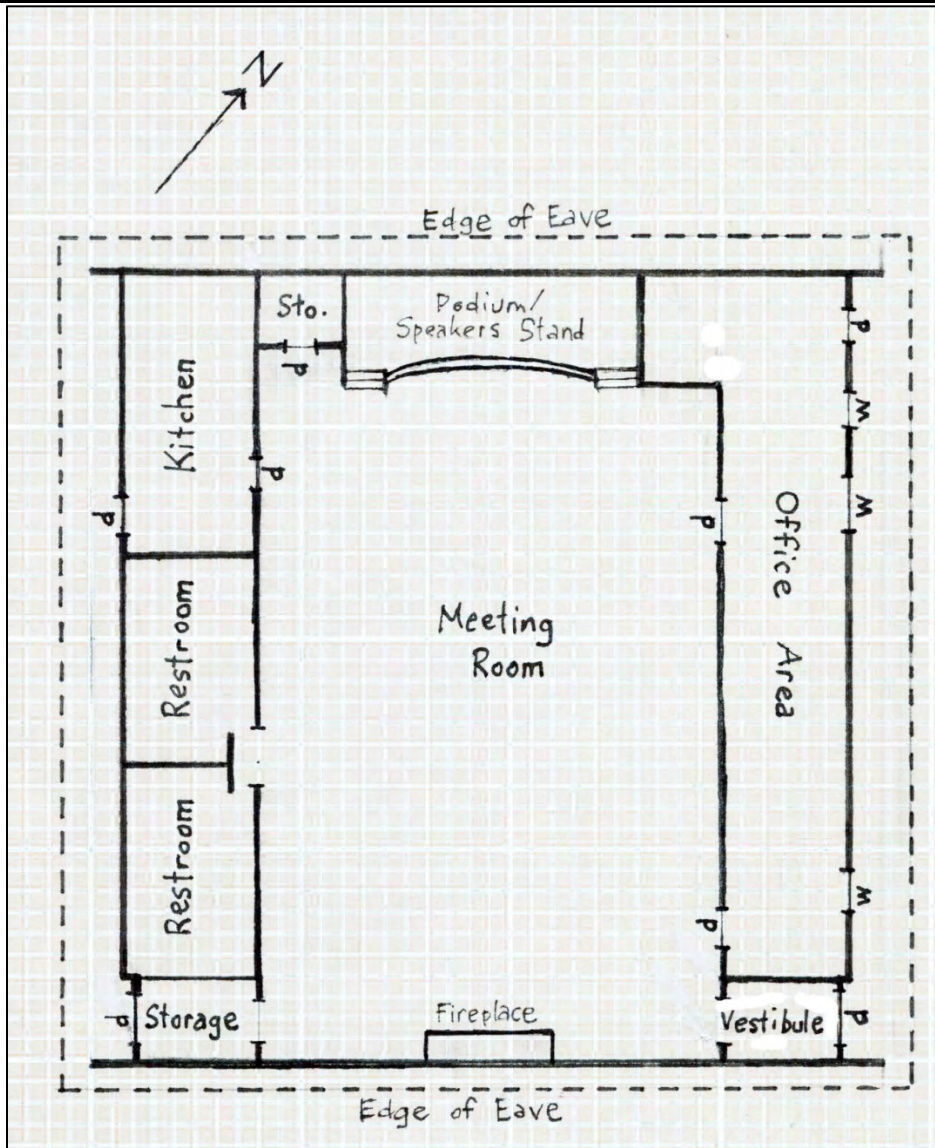 N
Edge of Eave
Sto.
Podium/
Speakers Stand
d
d
w
Kitchen
d
d
w
d
Office Area
Restroom
Meeting
Room
Restroom
w
d
d
Storage
Fireplace
Vestibule
d
Edge of Eave